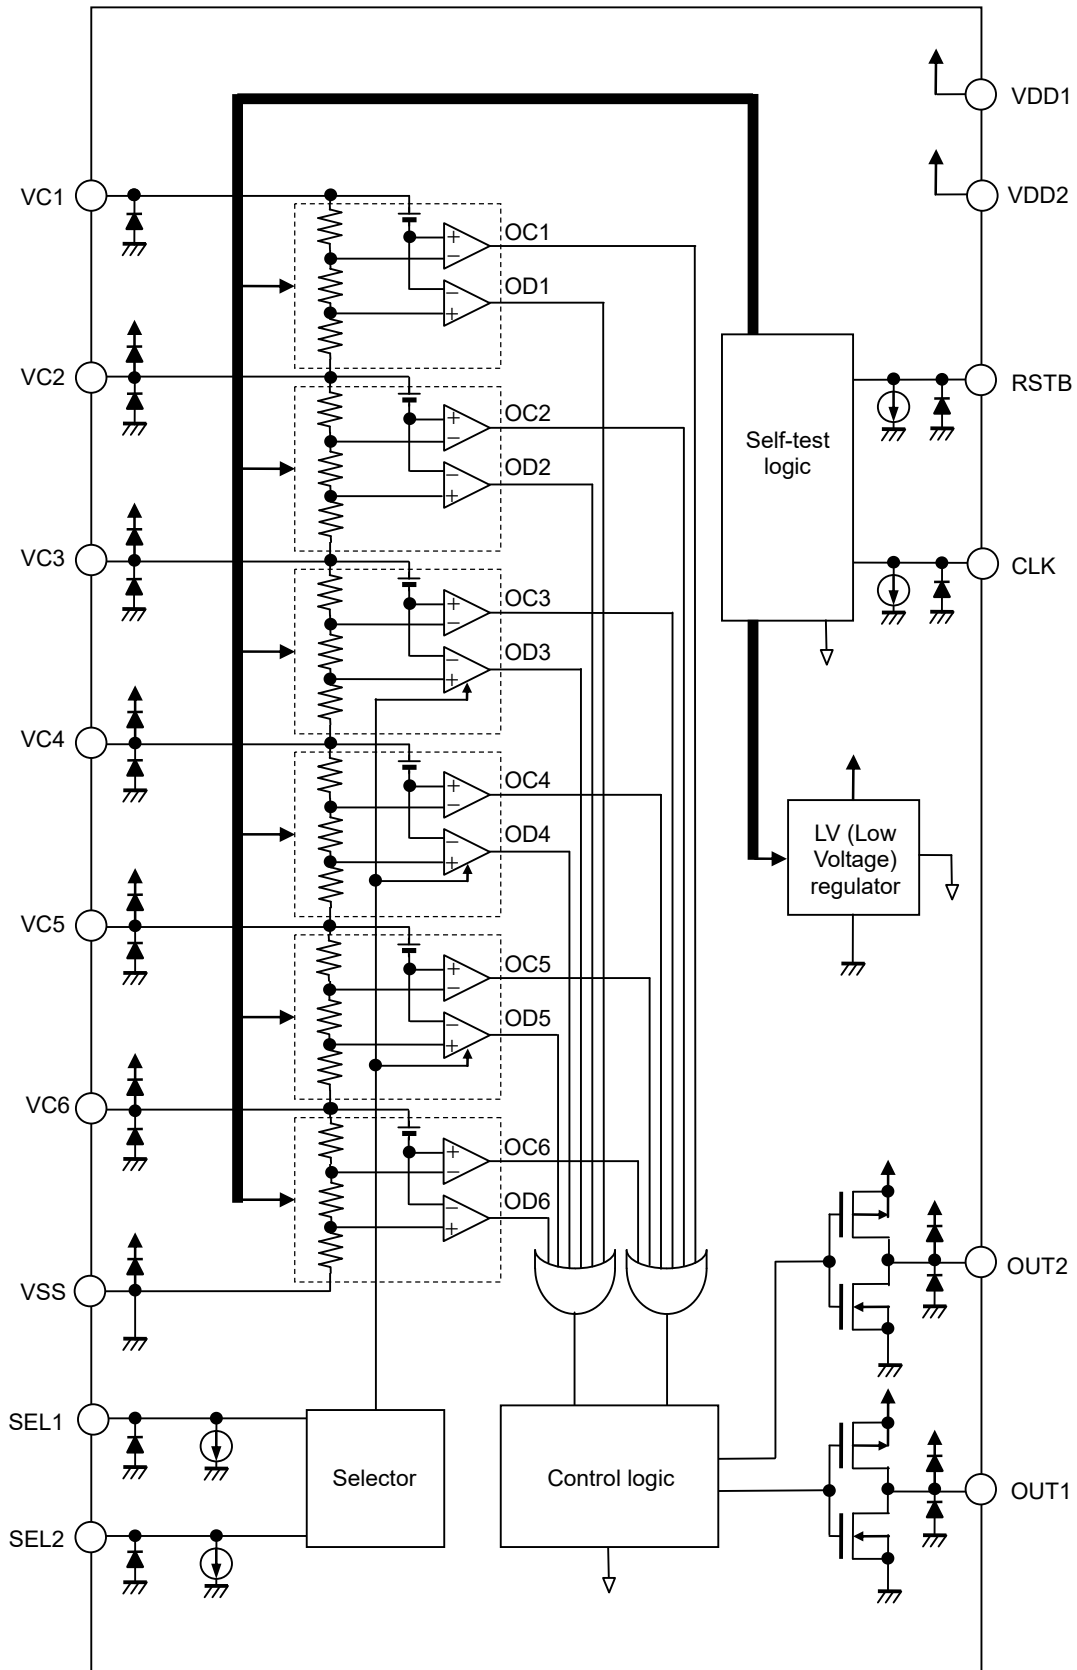 VDD1
VDD2
VC1
OC1
OD1
VC2
RSTB
OC2
OD2
Self-test
logic
VC3
CLK
OC3
OD3
VC4
OC4
OD4
LV (Low
Voltage)
regulator
VC5
OC5
OD5
VC6
OC6
OD6
VSS
OUT2
SEL1
Selector
Control logic
OUT1
SEL2